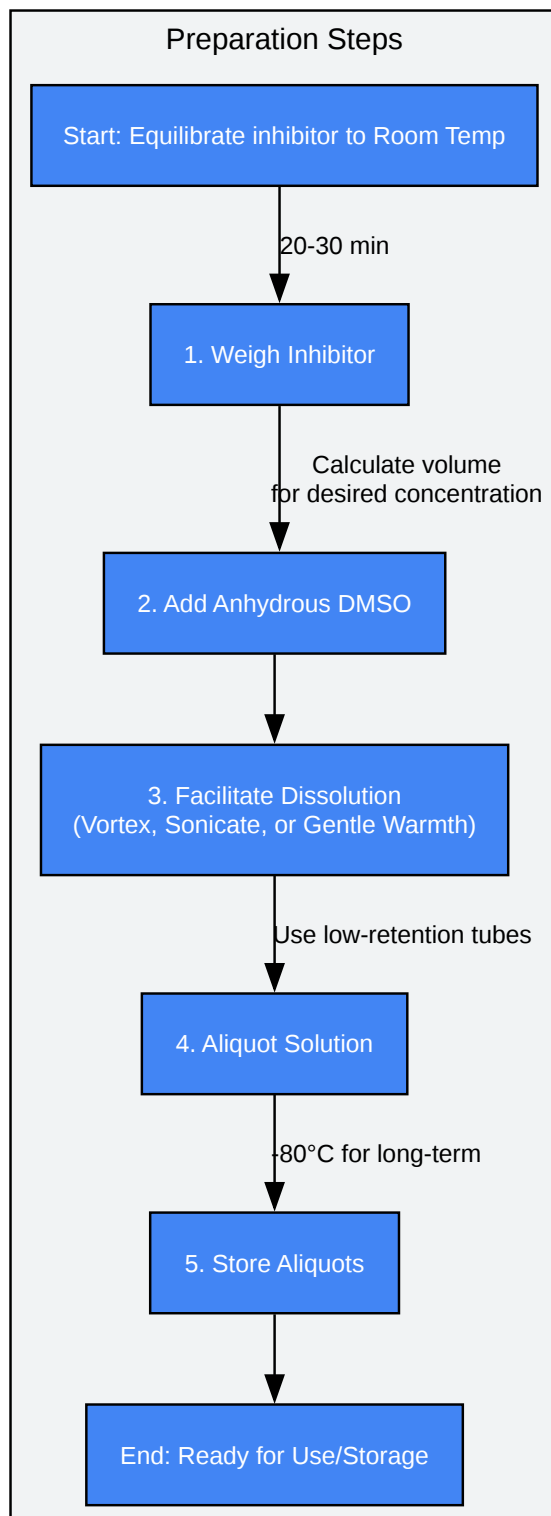 Preparation Steps
Start: Equilibrate inhibitor to Room Temp
20-30 min
1. Weigh Inhibitor
Calculate volume
for desired concentration
2. Add Anhydrous DMSO
3. Facilitate Dissolution
(Vortex, Sonicate, or Gentle Warmth)
Use low-retention tubes
4. Aliquot Solution
-80°C for long-term
5. Store Aliquots
End: Ready for Use/Storage